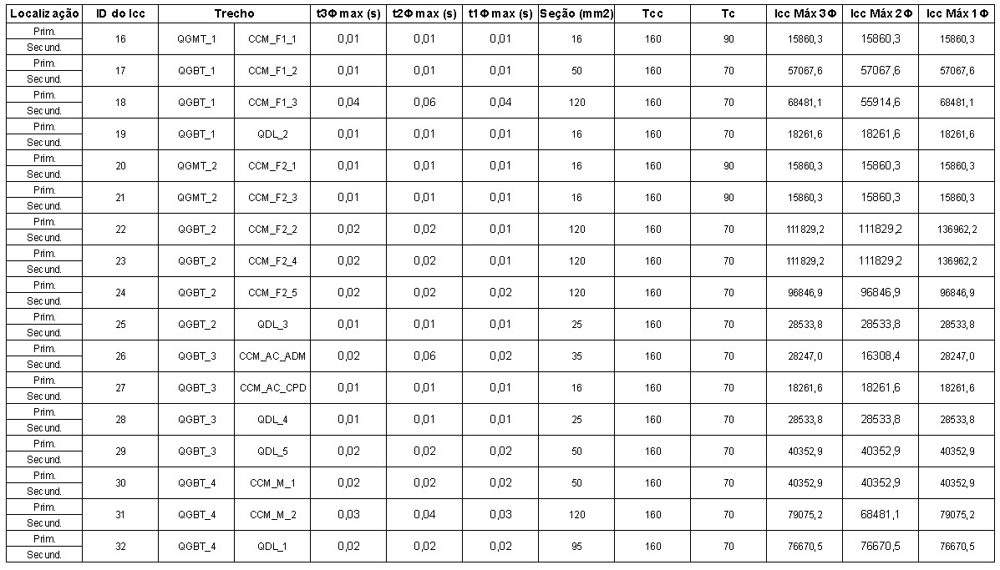 Localização ID do Icc Trecho t3Φ max (s) t2Φ max (s) t1Φ max (s) Seção (mm2) Tcc Tc Icc Máx 3Φ Icc Máx 2Φ Icc Máx 1Φ
Prim.
16 QGMT_1 CCM_F1_1 0,01 0,01 0,01 16 160 90 15860,3 15860,3 15860,3
Secund.
Prim.
17 QGBT_1 CCM_F1_2 0,01 0,01 0,01 50 160 70 57067,6 57067,6 57067,6
Secund.
Prim.
18 QGBT_1 CCM_F1_3 0,04 0,06 0,04 120 160 70 68481,1 55914,6 68481,1
Secund.
Prim.
19 QGBT_1 QDL_2 0,01 0,01 0,01 16 160 70 18261,6 18261,6 18261,6
Secund.
Prim.
20 QGMT_2 CCM_F2_1 0,01 0,01 0,01 16 160 90 15860,3 15860,3 15860,3
Secund.
Prim.
21 QGMT_2 CCM_F2_3 0,01 0,01 0,01 16 160 90 15860,3 15860,3 15860,3
Secund.
Prim.
22 QGBT_2 CCM_F2_2 0,02 0,02 0,01 120 160 70 111829,2 111829,2 136962,2
Secund.
Prim.
23 QGBT_2 CCM_F2_4 0,02 0,02 0,01 120 160 70 111829,2 111829,2 136962,2
Secund.
Prim.
24 QGBT_2 CCM_F2_5 0,02 0,02 0,02 120 160 70 96846,9 96846,9 96846,9
Secund.
Prim.
25 QGBT_2 QDL_3 0,01 0,01 0,01 25 160 70 28533,8 28533,8 28533,8
Secund.
Prim.
26 QGBT_3 CCM_AC_ADM 0,02 0,06 0,02 35 160 70 28247,0 16308,4 28247,0
Secund.
Prim.
27 QGBT_3 CCM_AC_CPD 0,01 0,01 0,01 16 160 70 18261,6 18261,6 18261,6
Secund.
Prim.
28 QGBT_3 QDL_4 0,01 0,01 0,01 25 160 70 28533,8 28533,8 28533,8
Secund.
Prim.
29 QGBT_3 QDL_5 0,02 0,02 0,02 50 160 70 40352,9 40352,9 40352,9
Secund.
Prim.
30 QGBT_4 CCM_M_1 0,02 0,02 0,02 50 160 70 40352,9 40352,9 40352,9
Secund.
Prim.
31 QGBT_4 CCM_M_2 0,03 0,04 0,03 120 160 70 79075,2 68481,1 79075,2
Secund.
Prim.
32 QGBT_4 QDL_1 0,02 0,02 0,02 95 160 70 76670,5 76670,5 76670,5
Secund.